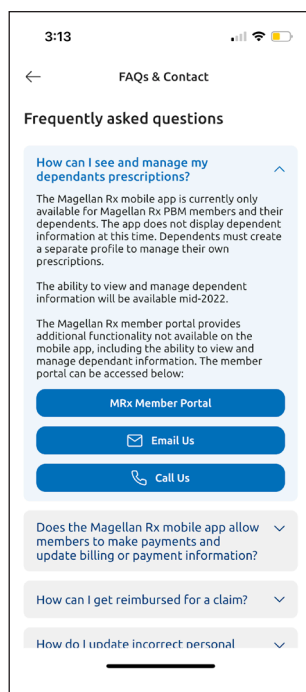 3:13
FAQs & Contact
Frequently asked questions
How can I see and manage my
dependants prescriptions?
The Magellan Rx mobile app is currently only
available for Magellan Rx PBM members and their
dependents. The app does not display dependent
information at this time. Dependents must create
a separate profile to manage their own
prescriptions.
The ability to view and manage dependent
information will be available mid-2022.
The Magellan Rx member portal provides
additional functionality not available on the
mobile app, including the ability to view and
manage dependant information. The member
portal can be accessed below:
MRx Member Portal
Email Us
Call Us
Does the Magellan Rx mobile app allow
members to make payments and
update billing or payment information?
How can I get reimbursed for a claim?
How do I update incorrect personal